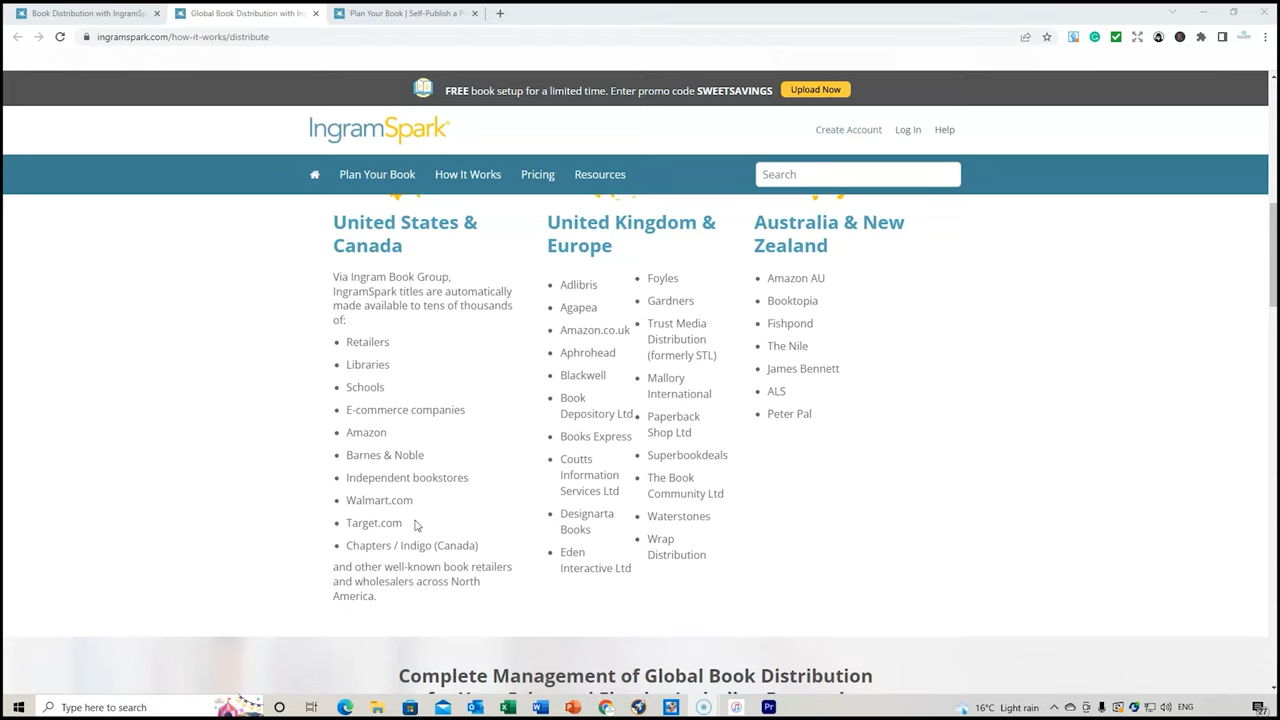 Book Distribution with IngramSp
Global Book Distribution with In
Plan Your Book | Self-Publish a P
ingramspark.com/how-it-works/distribute
FREE book setup for a limited time. Enter promo code SWEETSAVINGS
Upload Now
IngramSpark
Create Account
Log In
Help
Plan Your Book
How It Works
Pricing
Resources
Search
United States &
Canada
Via Ingram Book Group,
IngramSpark titles are automatically
made available to tens of thousands
of:
• Retailers
• Libraries
• Schools
• E-commerce companies
• Amazon
• Barnes & Noble
• Independent bookstores
• Walmart.com
• Target.com
• Chapters / Indigo (Canada)
and other well-known book retailers
and wholesalers across North
America.
United Kingdom &
Europe
• Adlibris
• Agapea
• Amazon.co.uk
• Aphrohead
• Blackwell
• Book
Depository Ltd
• Books Express
• Coutts
Information
Services Ltd
• Designarta
Books
• Eden
Interactive Ltd
• Foyles
• Gardners
• Trust Media
Distribution
(formerly STL)
• Mallory
International
• Paperback
Shop Ltd
• Superbookdeals
• The Book
Community Ltd
• Waterstones
• Wrap
Distribution
Australia & New
Zealand
• Amazon AU
• Booktopia
• Fishpond
• The Nile
• James Bennett
• ALS
• Peter Pal
Complete Management of Global Book Distribution
Type here to search
16°C Light rain
ENG